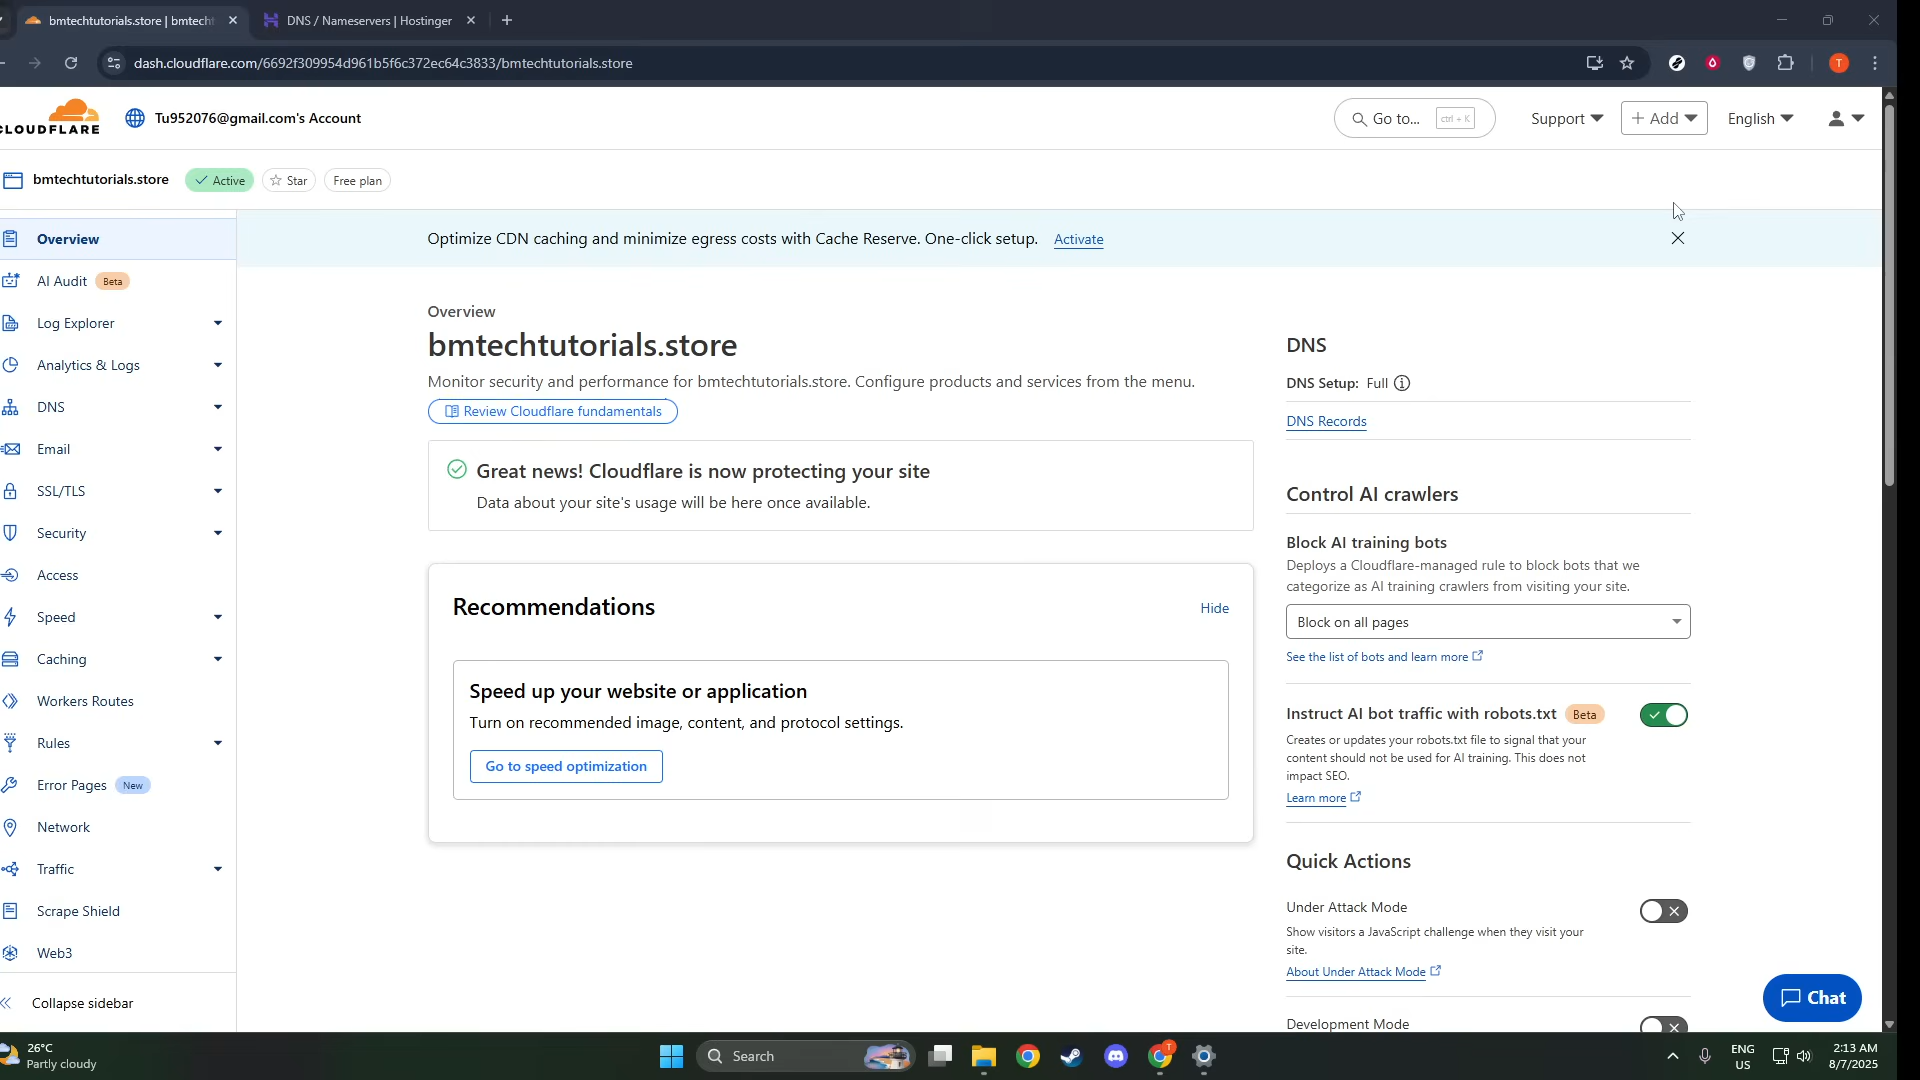 bmtechtutorials.store | bmtecht
DNS / Nameservers | Hostinger
dash.cloudflare.com/6692f309954d961b5f6c372ec64c3833/bmtechtutorials.store
T
CLOUDFLARE
Tu952076@gmail.com's Account
Go to...
ctrl + K
Support
+ Add
English
bmtechtutorials.store
Active
Star
Free plan
Overview
AI Audit
Beta
Log Explorer
Analytics & Logs
DNS
Email
SSL/TLS
Security
Access
Speed
Caching
Workers Routes
Rules
Error Pages
New
Network
Traffic
Scrape Shield
Web3
Collapse sidebar
Optimize CDN caching and minimize egress costs with Cache Reserve. One-click setup. Activate
Overview
bmtechtutorials.store
Monitor security and performance for bmtechtutorials.store. Configure products and services from the menu.
Review Cloudflare fundamentals
Great news! Cloudflare is now protecting your site
Data about your site's usage will be here once available.
Recommendations
Hide
Speed up your website or application
Turn on recommended image, content, and protocol settings.
Go to speed optimization
DNS
DNS Setup: Full
DNS Records
Control AI crawlers
Block AI training bots
Deploys a Cloudflare-managed rule to block bots that we
categorize as AI training crawlers from visiting your site.
Block on all pages
See the list of bots and learn more
Instruct AI bot traffic with robots.txt
Beta
Creates or updates your robots.txt file to signal that your
content should not be used for AI training. This does not
impact SEO.
Learn more
Quick Actions
Under Attack Mode
Show visitors a JavaScript challenge when they visit your
site.
About Under Attack Mode
Development Mode
Chat
26°C
Partly cloudy
Search
T
ENG
US
2:13 AM
8/7/2025